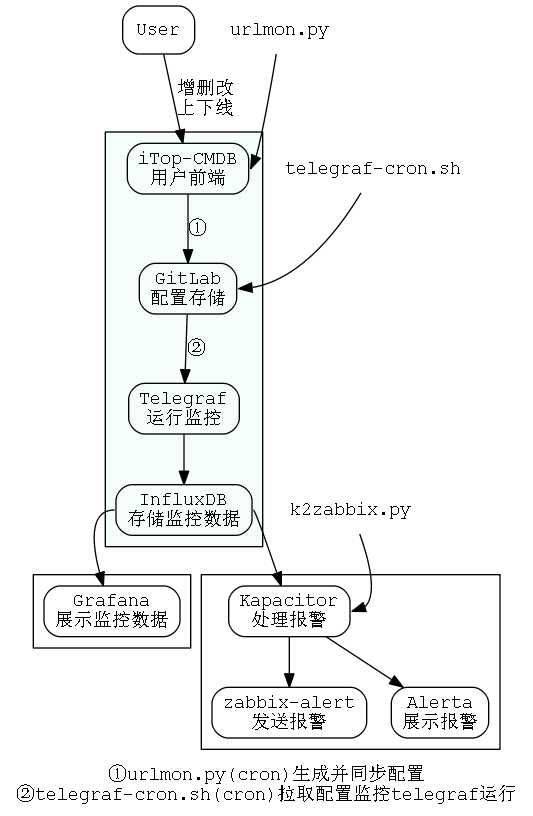 User
urlmon.py
增删改
上下线
iTop-CMDB
用户前端
telegraf-cron.sh
①
GitLab
配置存储
②
Telegraf
运行监控
InfluxDB
存储监控数据
k2zabbix.py
Grafana
展示监控数据
Kapacitor
处理报警
zabbix-alert
发送报警
Alerta
展示报警
①urlmon.py(cron)生成并同步配置
②telegraf-cron.sh(cron)拉取配置监控telegraf运行